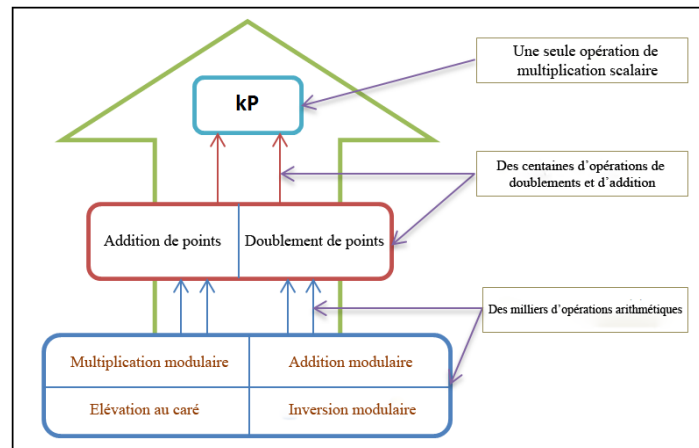 Une seule opération de
multiplication scalaire
kP
Des centaines d'opérations de
doublements et d'addition
Addition de points
Doublement de points
Des milliers d'opérations arithmétiques
Multiplication modulaire
Addition modulaire
Elévation au caré
Inversion modulaire